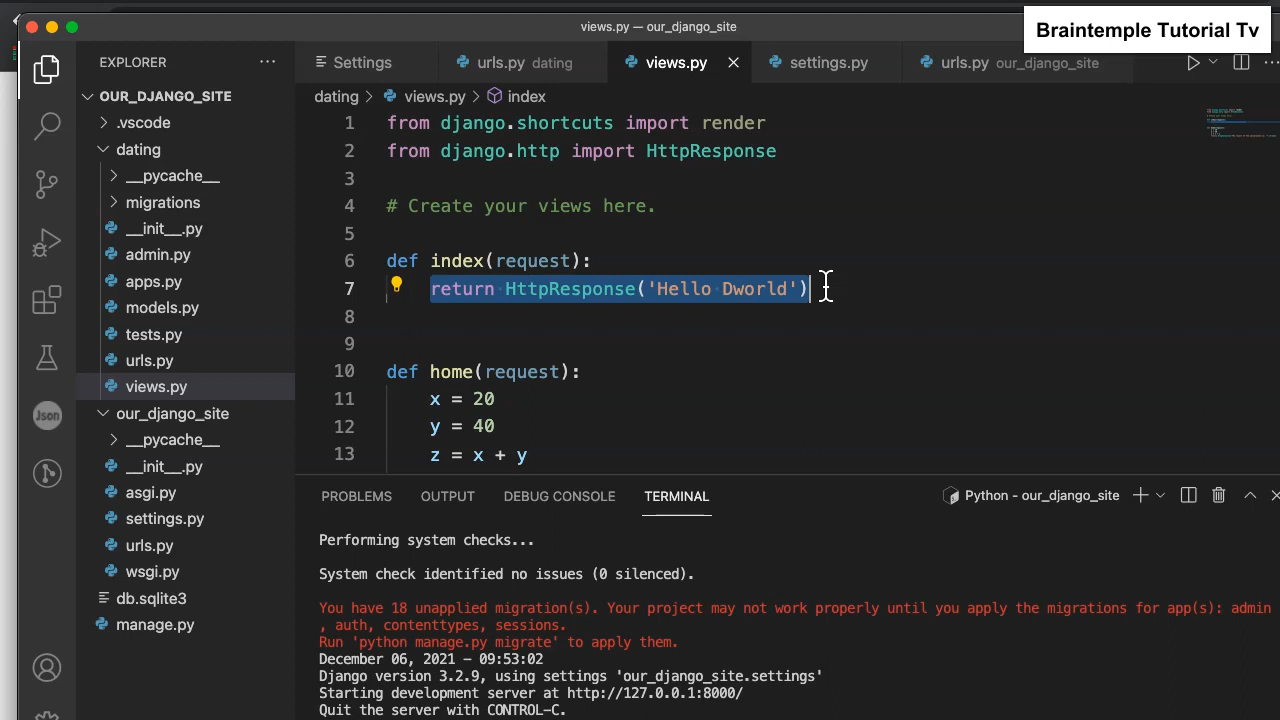 views.py — our_django_site
Braintemple Tutorial Tv
EXPLORER
Settings
urls.py dating
views.py
settings.py
urls.py our_django_site
OUR_DJANGO_SITE
.vscode
dating
__pycache__
migrations
__init__.py
admin.py
apps.py
models.py
tests.py
urls.py
views.py
our_django_site
__pycache__
__init__.py
asgi.py
settings.py
urls.py
wsgi.py
db.sqlite3
manage.py
Json
dating > views.py > index
1 from django.shortcuts import render
2 from django.http import HttpResponse
3
4 # Create your views here.
5
6 def index(request):
7 return HttpResponse('Hello Dworld')
8
9
10 def home(request):
11 x = 20
12 y = 40
13 z = x + y
PROBLEMS OUTPUT DEBUG CONSOLE TERMINAL
Python - our_django_site
Performing system checks...
System check identified no issues (0 silenced).
You have 18 unapplied migration(s). Your project may not work properly until you apply the migrations for app(s): admin
, auth, contenttypes, sessions.
Run 'python manage.py migrate' to apply them.
December 06, 2021 - 09:53:02
Django version 3.2.9, using settings 'our_django_site.settings'
Starting development server at http://127.0.0.1:8000/
Quit the server with CONTROL-C.